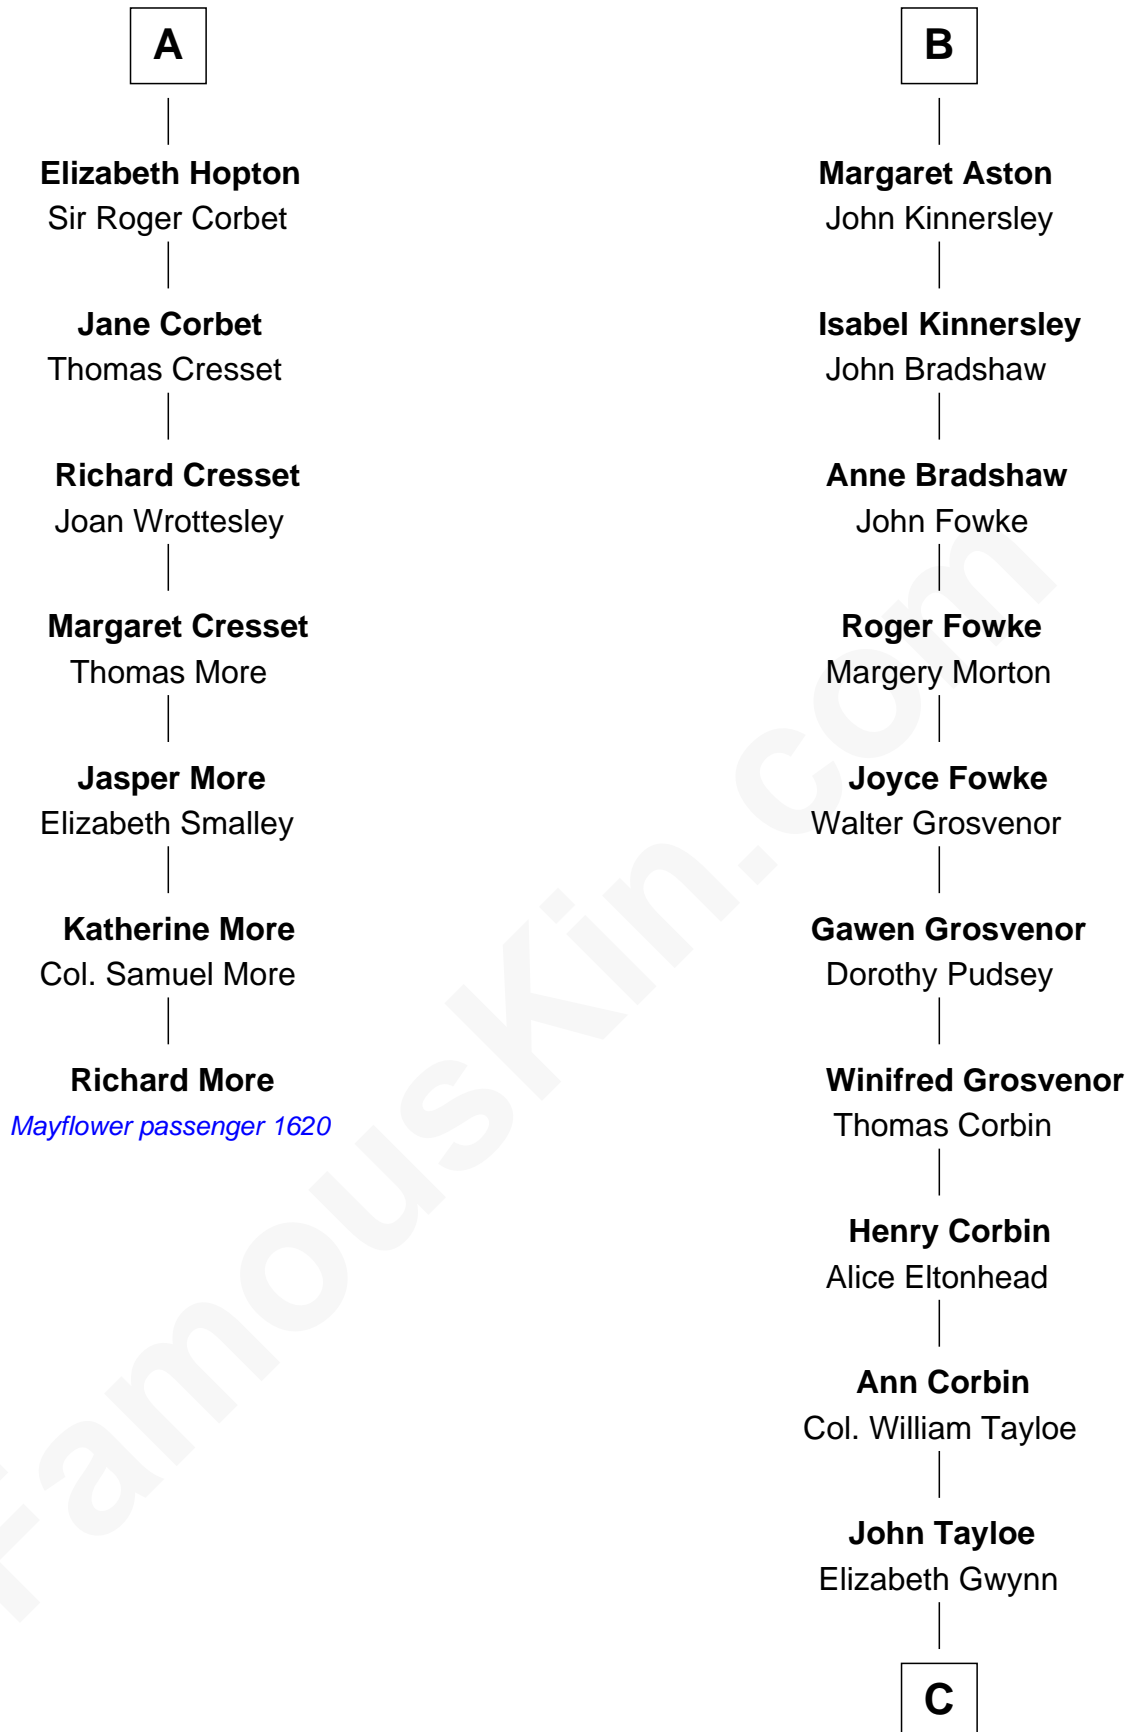 A
Elizabeth Hopton
Sir Roger Corbet
Jane Corbet
Thomas Cresset
Richard Cresset
Joan Wrottesley
Margaret Cresset
Thomas More
Jasper More
Elizabeth Smalley
Katherine More
Col. Samuel More
Richard More
Mayflower passenger 1620
B
Margaret Aston
John Kinnersley
Isabel Kinnersley
John Bradshaw
Anne Bradshaw
John Fowke
Roger Fowke
Margery Morton
Joyce Fowke
Walter Grosvenor
Gawen Grosvenor
Dorothy Pudsey
Winifred Grosvenor
Thomas Corbin
Henry Corbin
Alice Eltonhead
Ann Corbin
Col. William Tayloe
John Tayloe
Elizabeth Gwynn
C
FamousKin.com